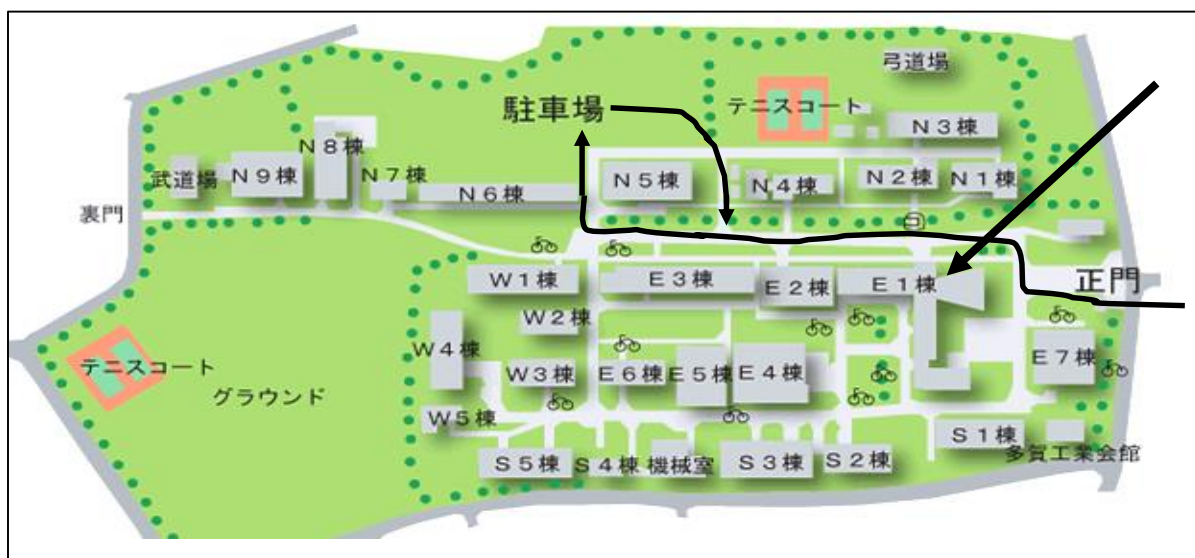 弓道場
駐車場
テニスコート
N3棟
N8棟
武道場
N9棟
N7棟
N6棟
N5棟
N4棟
N2棟
N1棟
裏門
W1棟
E3棟
E2棟
E1棟
正門
W2棟
W4棟
テニスコート
W3棟
E6棟
E5棟
E4棟
E7棟
グラウンド
W5棟
S1棟
多賀工業会館
S5棟
S4棟
機械室
S3棟
S2棟